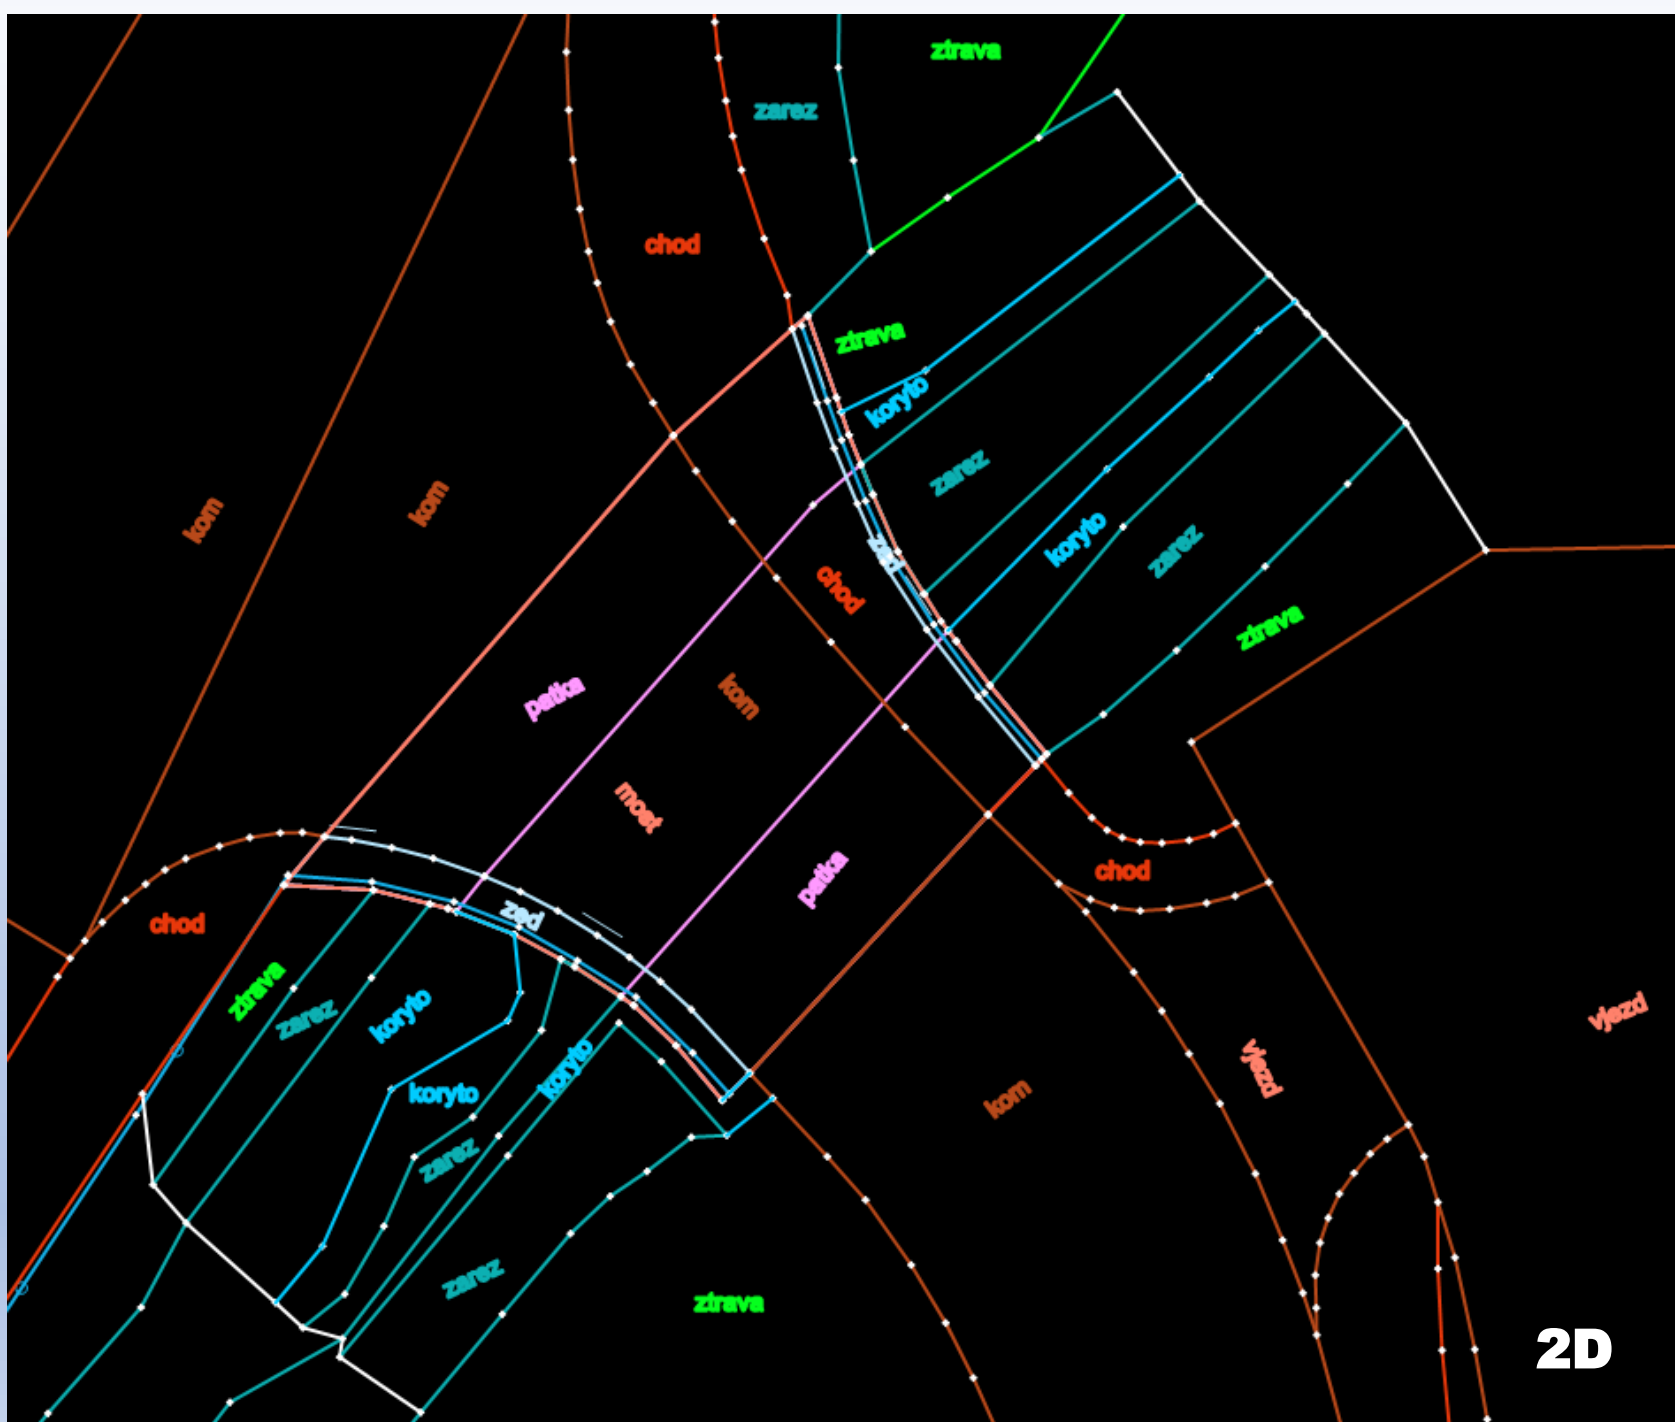 ztrava
zarez
chod
ztrava
koryto
zarez
kom
kom
koryto
zarez
zed
chod
ztrava
patka
kom
most
patka
chod
zed
chod
ztrava
zarez
koryto
vjezd
koryto
vjezd
koryto
kom
zarez
zarez
ztrava
2D